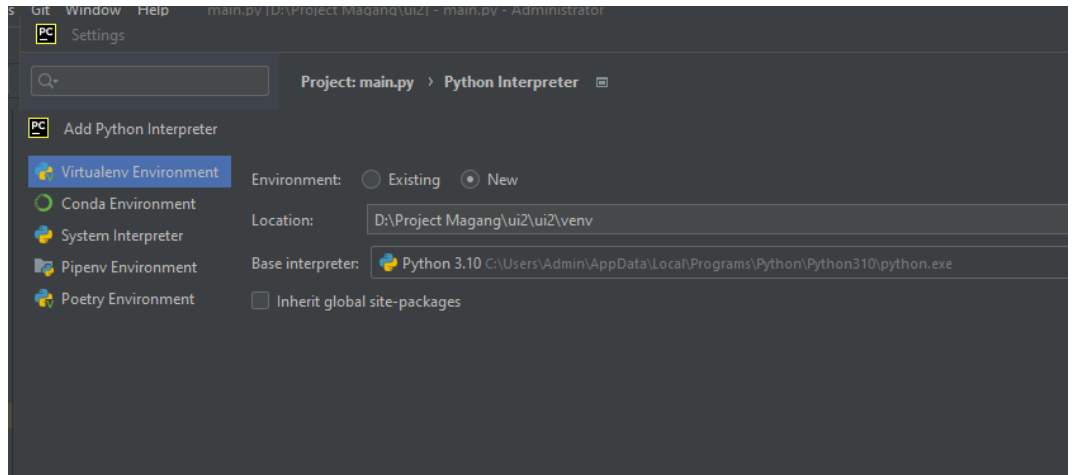 s Git Window Help main.py [D:\Project Magang\ui2] - main.py - Administrator
PC Settings
Project: main.py › Python Interpreter
PC Add Python Interpreter
Virtualenv Environment
Environment: Existing New
Conda Environment
Location: D:\Project Magang\ui2\ui2\venv
System Interpreter
Base interpreter: Python 3.10 C:\Users\Admin\AppData\Local\Programs\Python\Python310\python.exe
Pipenv Environment
Poetry Environment
Inherit global site-packages